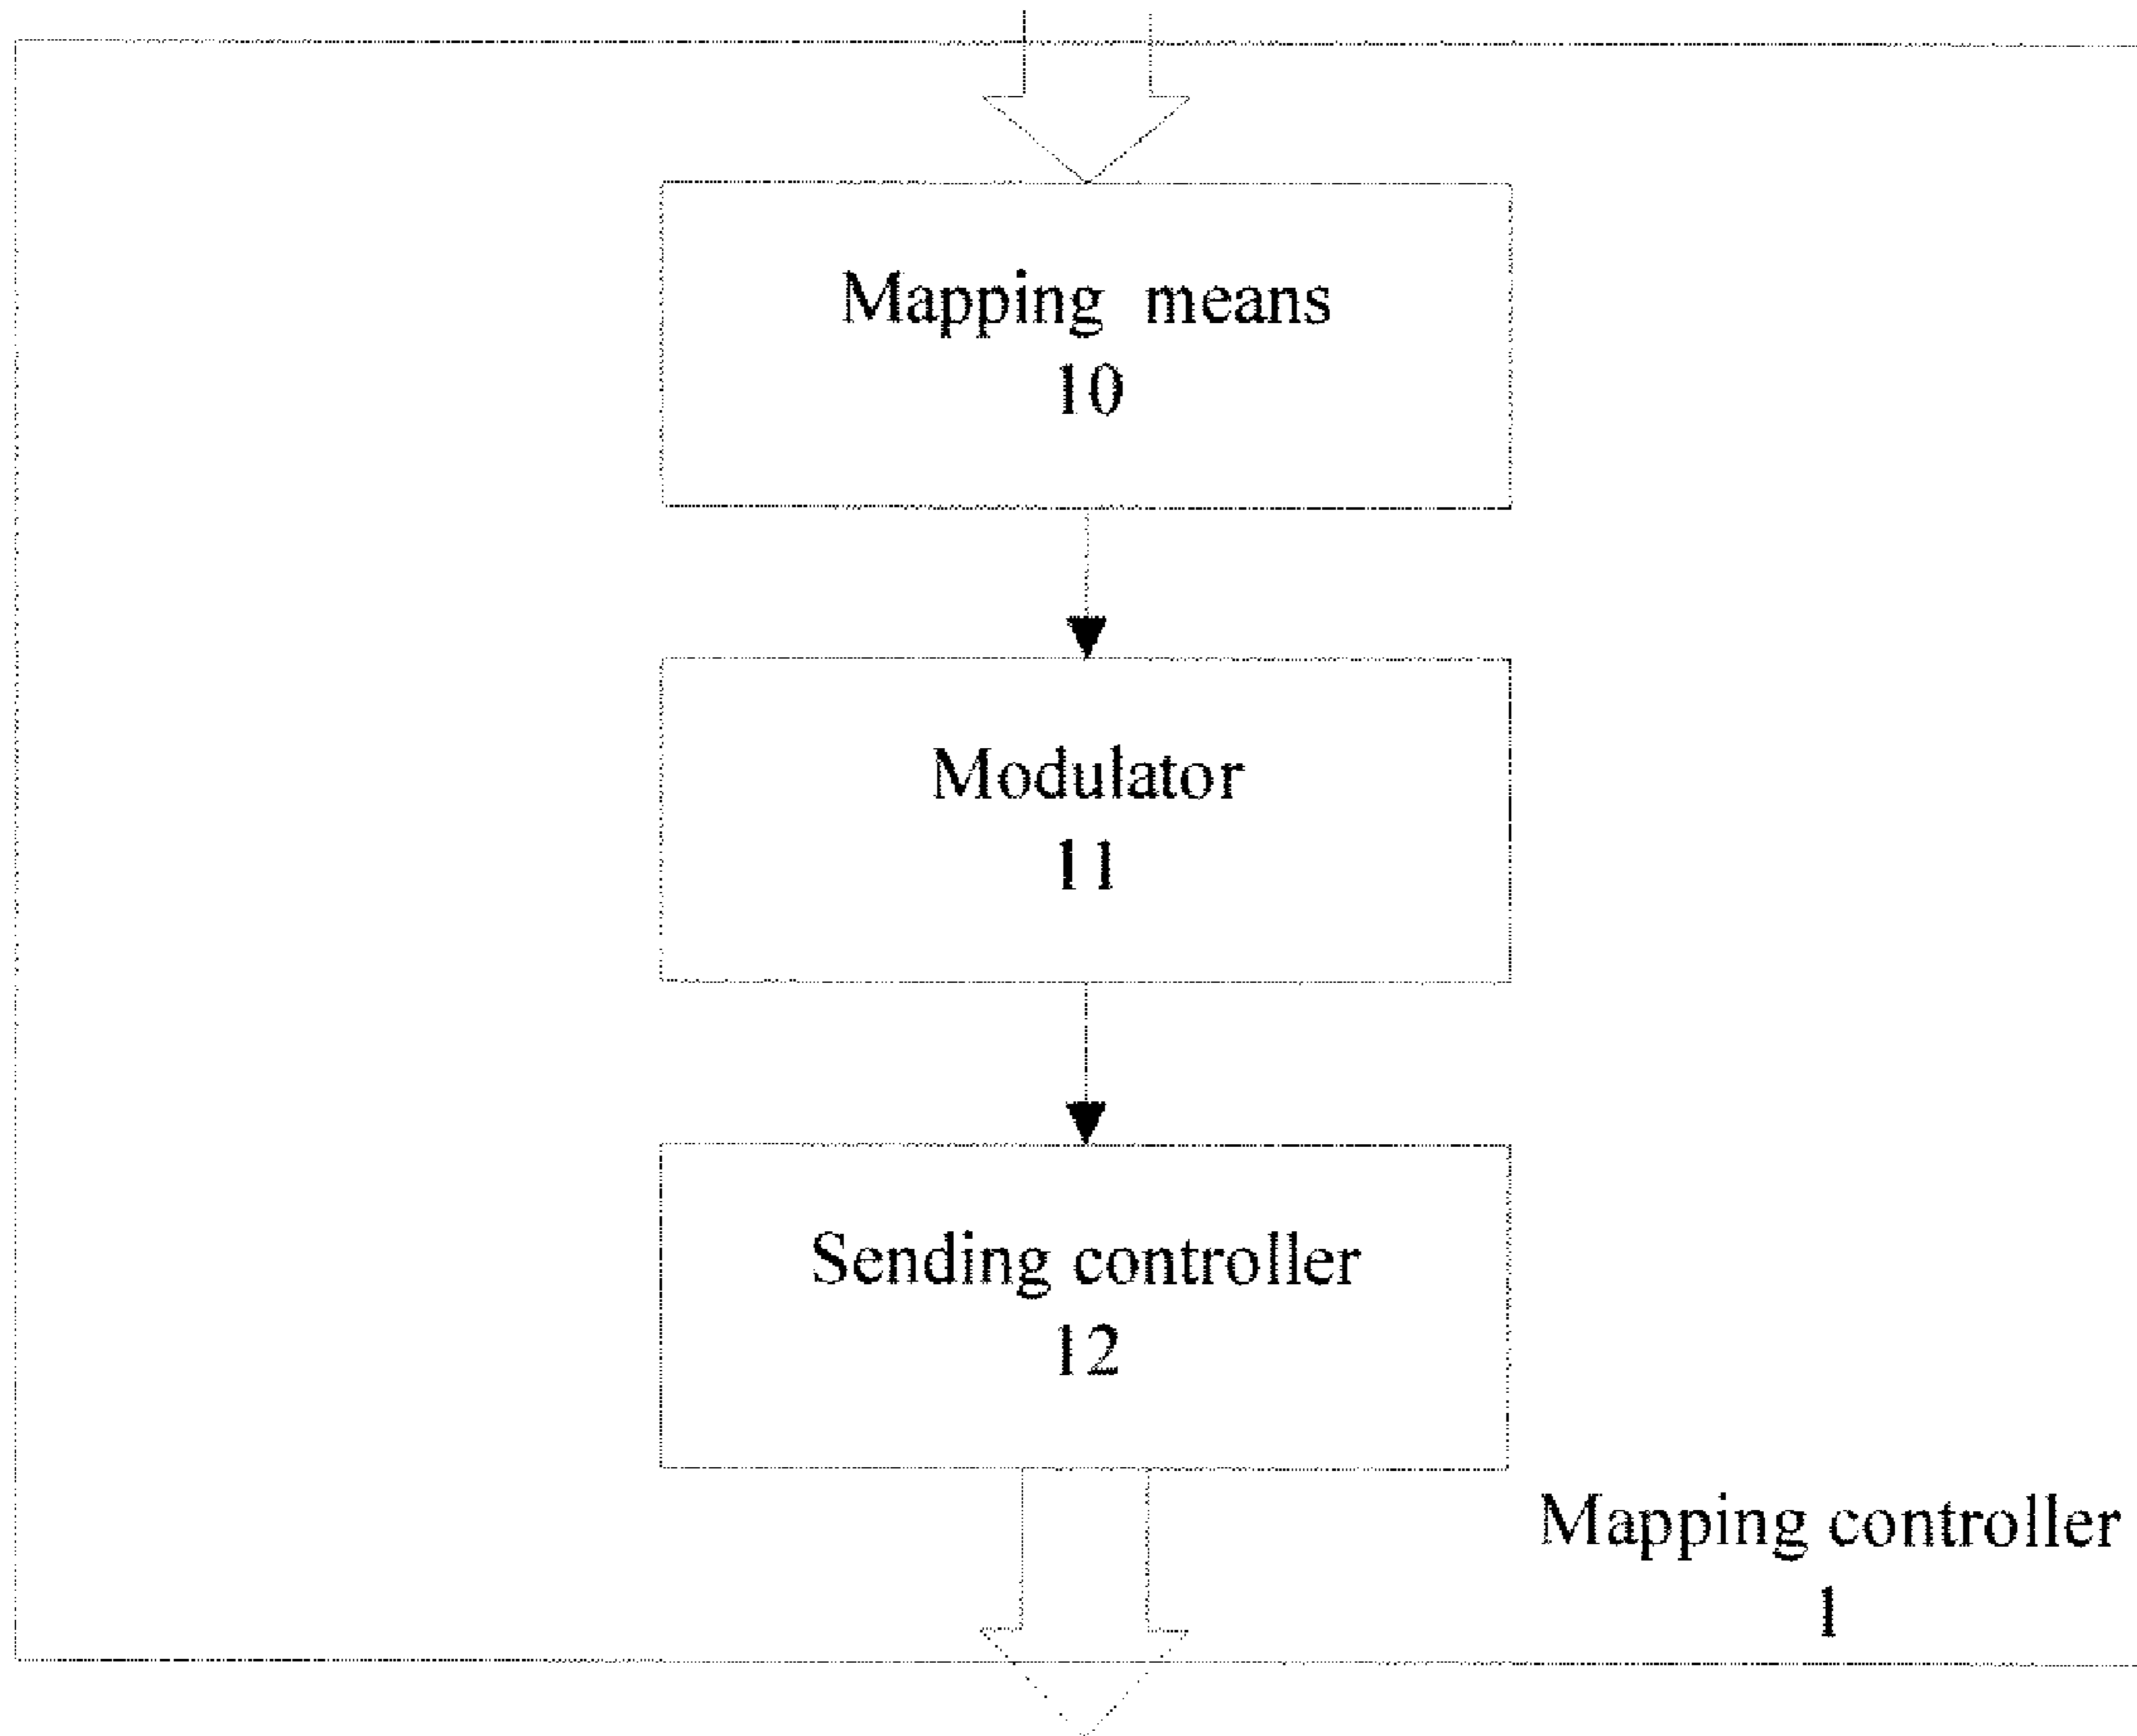 Mapping means
10
Modulator
11
Sending controller
12
Mapping controller
1